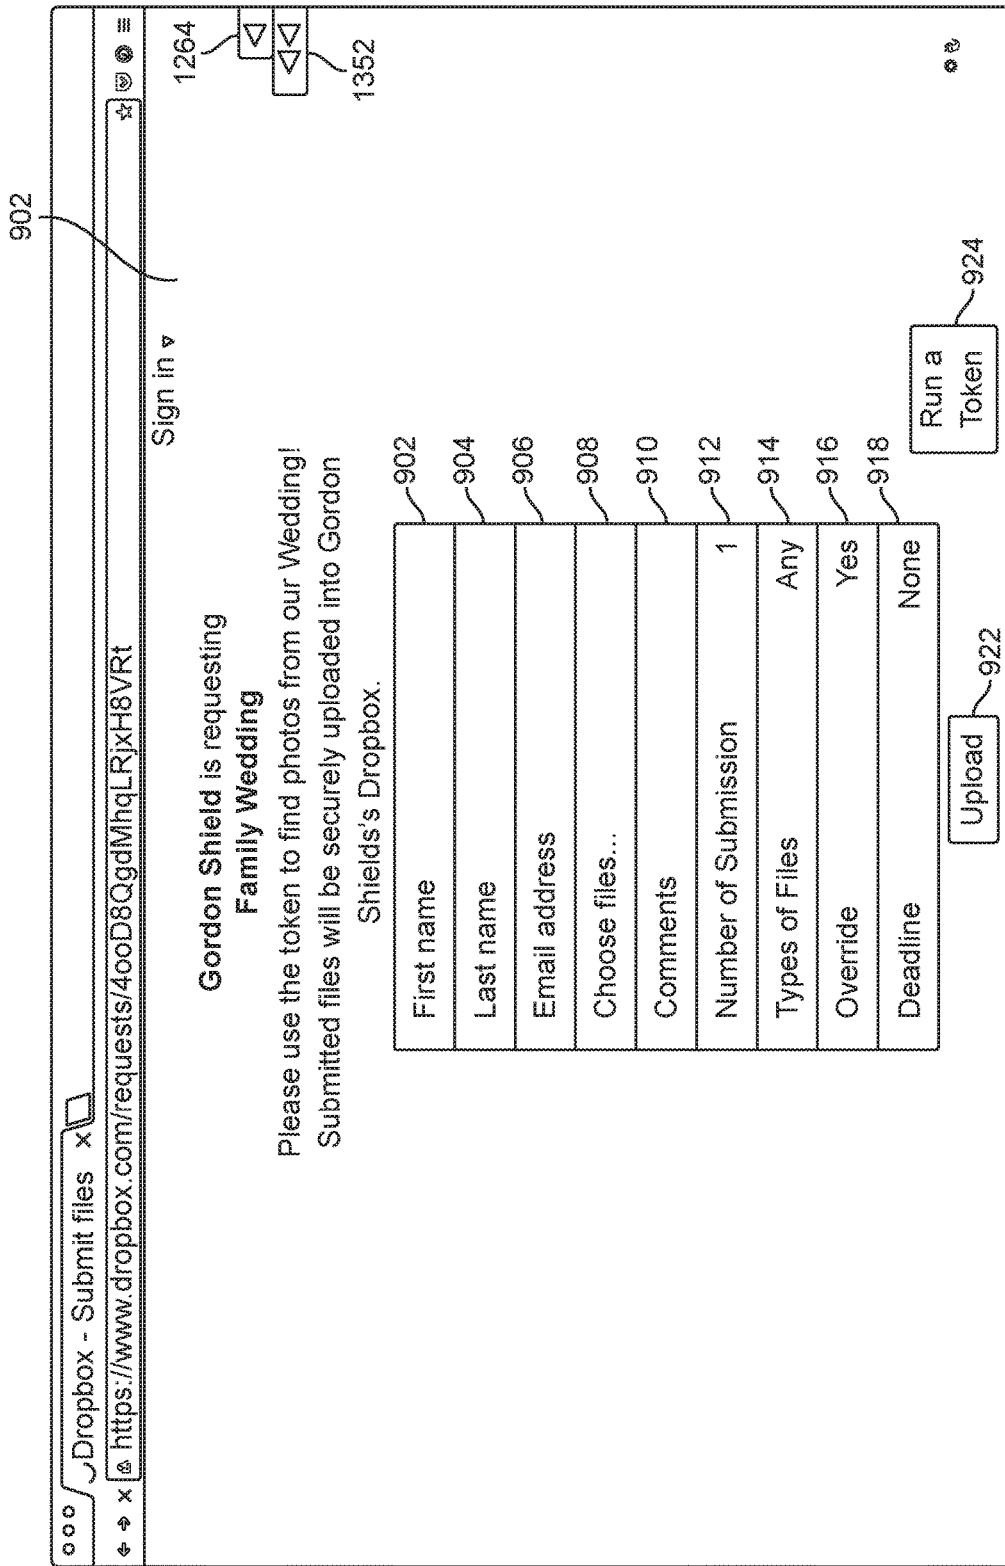 902
Dropbox - Submit files x
https://www.dropbox.com/requests/4ooD8QgdMhqLRjxH8VRt
Sign in
1264
1352
Gordon Shield is requesting
Family Wedding
Please use the token to find photos from our Wedding!
Submitted files will be securely uploaded into Gordon
Shields's Dropbox.
First name 902
Last name 904
Email address 906
Choose files... 908
Comments 910
Number of Submission 1 912
Types of Files Any 914
Override Yes 916
Deadline None 918
Upload 922
Run a
Token 924